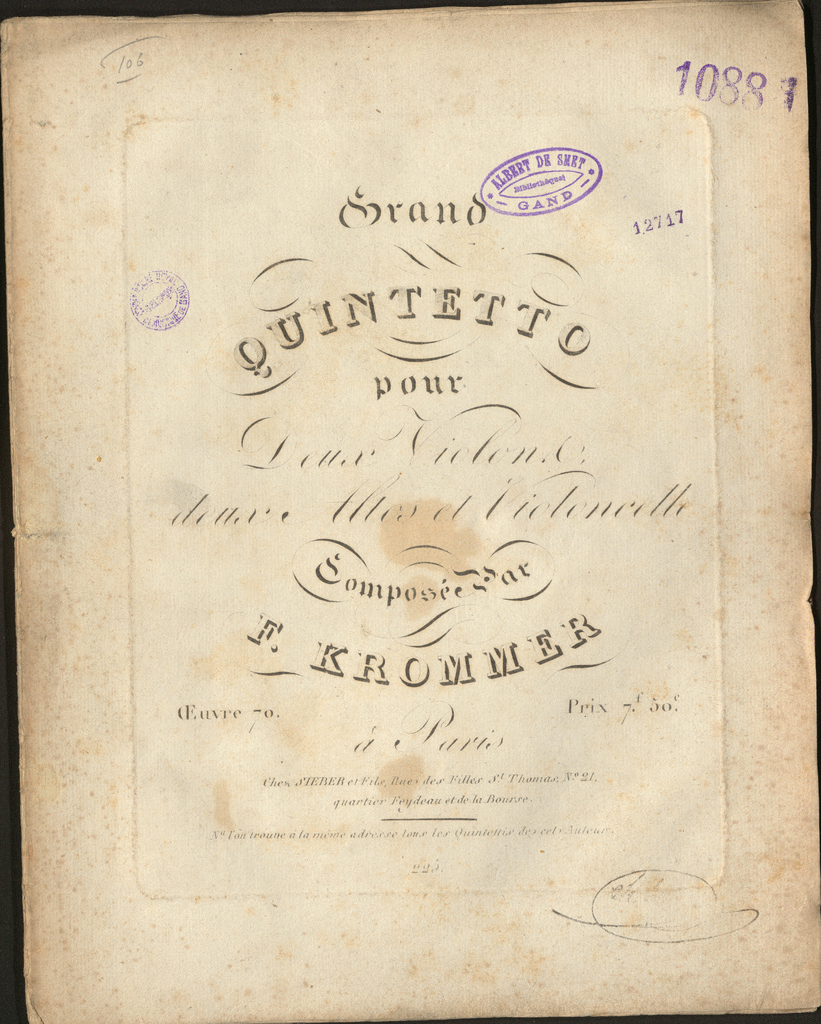 106
10881
ALBERT DE SMET
Bibliothèque
GAND
12717
Grand
QUINTETTO
pour
Deux Violons,
deux Altos et Violoncelle
Composé Par
F. KROMMER
Œuvre 70. Prix 7.f 50.c
à Paris
Chez SIEBER et Fils, Rue des Filles St. Thomas, No. 21,
quartier Feydeau et de la Bourse.
Na. l'on trouve à la même adresse tous les Quintettis de cet Auteur.